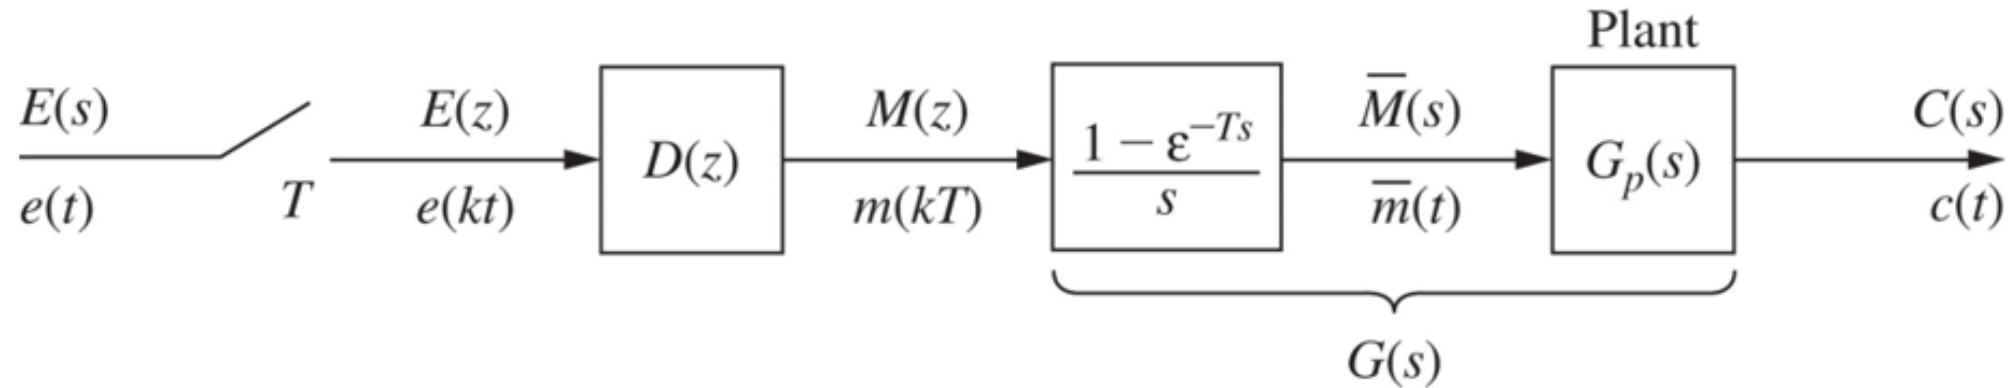 Plant
E(s) E(z) M(z) M̅(s) C(s)
D(z) 1 − ε^{−Ts} / s G_p(s)
e(t) T e(kt) m(kT) m̅(t) c(t)
G(s)